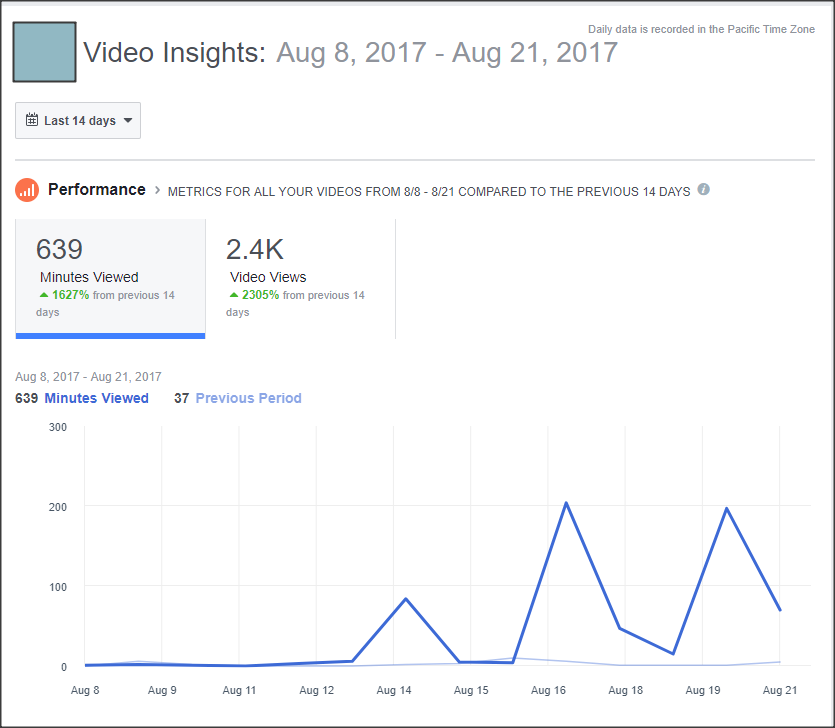 Daily data is recorded in the Pacific Time Zone
Video Insights: Aug 8, 2017 - Aug 21, 2017
Last 14 days
Performance > METRICS FOR ALL YOUR VIDEOS FROM 8/8 - 8/21 COMPARED TO THE PREVIOUS 14 DAYS i
639
Minutes Viewed
1627% from previous 14
days
2.4K
Video Views
2305% from previous 14
days
Aug 8, 2017 - Aug 21, 2017
639 Minutes Viewed 37 Previous Period
300
200
100
0
Aug 8 Aug 9 Aug 11 Aug 12 Aug 14 Aug 15 Aug 16 Aug 18 Aug 19 Aug 21